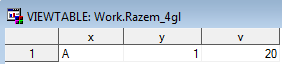 VIEWTABLE: Work.Razem_4gl
x y v
1 A 1 20